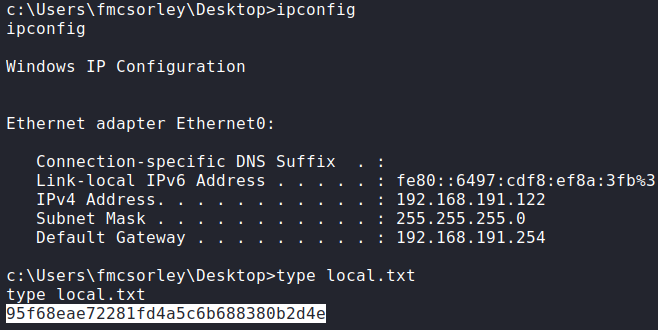 c:\Users\fmcsorley\Desktop>ipconfig
ipconfig
Windows IP Configuration
Ethernet adapter Ethernet0:
Connection-specific DNS Suffix  . :
Link-local IPv6 Address . . . . . : fe80::6497:cdf8:ef8a:3fb%3
IPv4 Address. . . . . . . . . . . : 192.168.191.122
Subnet Mask . . . . . . . . . . . : 255.255.255.0
Default Gateway . . . . . . . . . : 192.168.191.254
c:\Users\fmcsorley\Desktop>type local.txt
type local.txt
95f68eae72281fd4a5c6b688380b2d4e